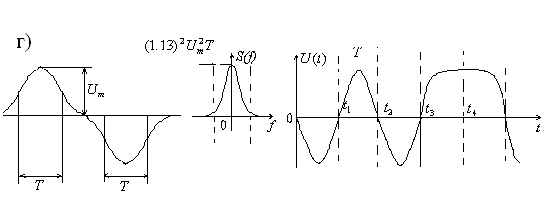 г)
(1.13)²U²ₘT
S(f)
Uₘ
0
f
T
T
U(t)
T
0
t₁
t₂
t₃
t₄
t